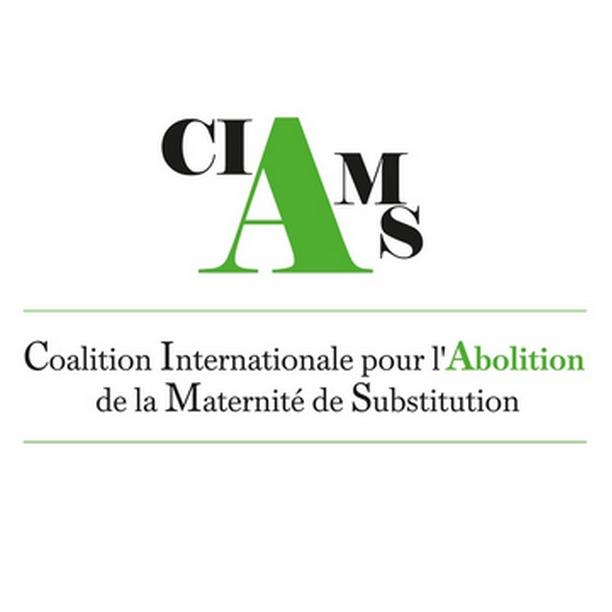 CIAMS
Coalition Internationale pour l'Abolition
de la Maternité de Substitution